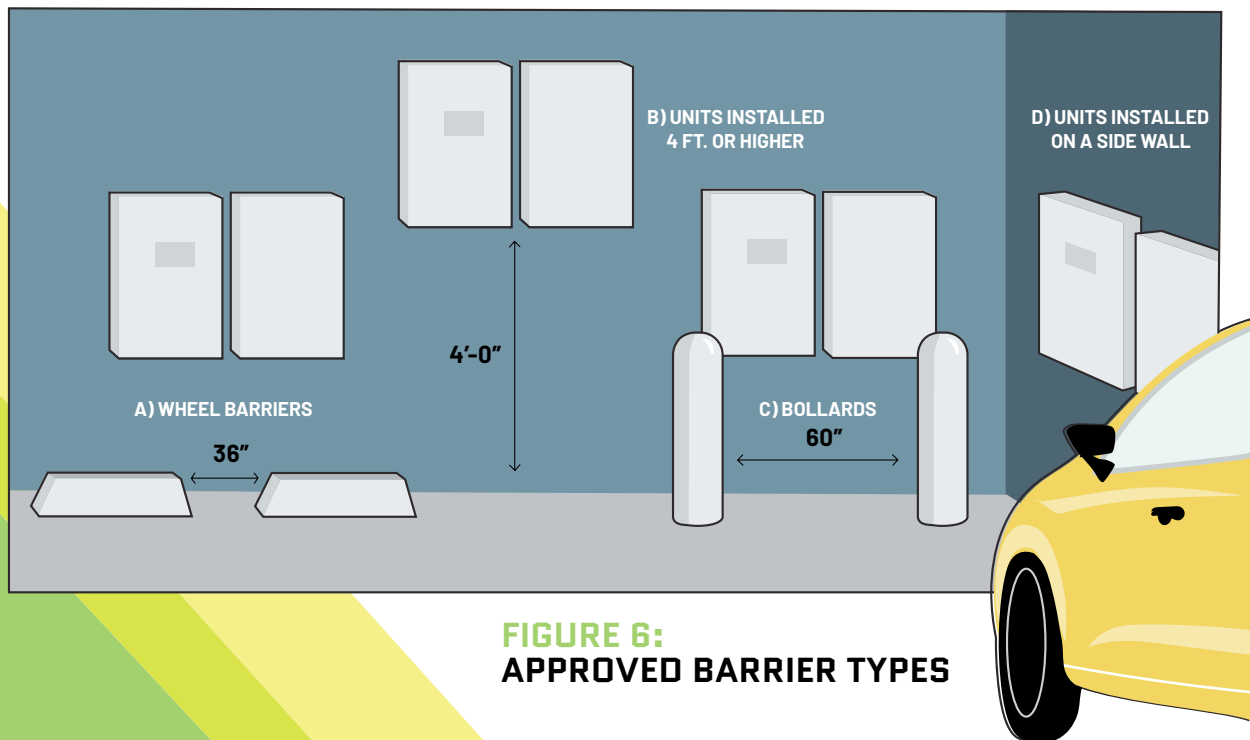 B) UNITS INSTALLED
4 FT. OR HIGHER
D) UNITS INSTALLED
ON A SIDE WALL
4’-0”
A) WHEEL BARRIERS
36”
C) BOLLARDS
60”
FIGURE 6:
APPROVED BARRIER TYPES